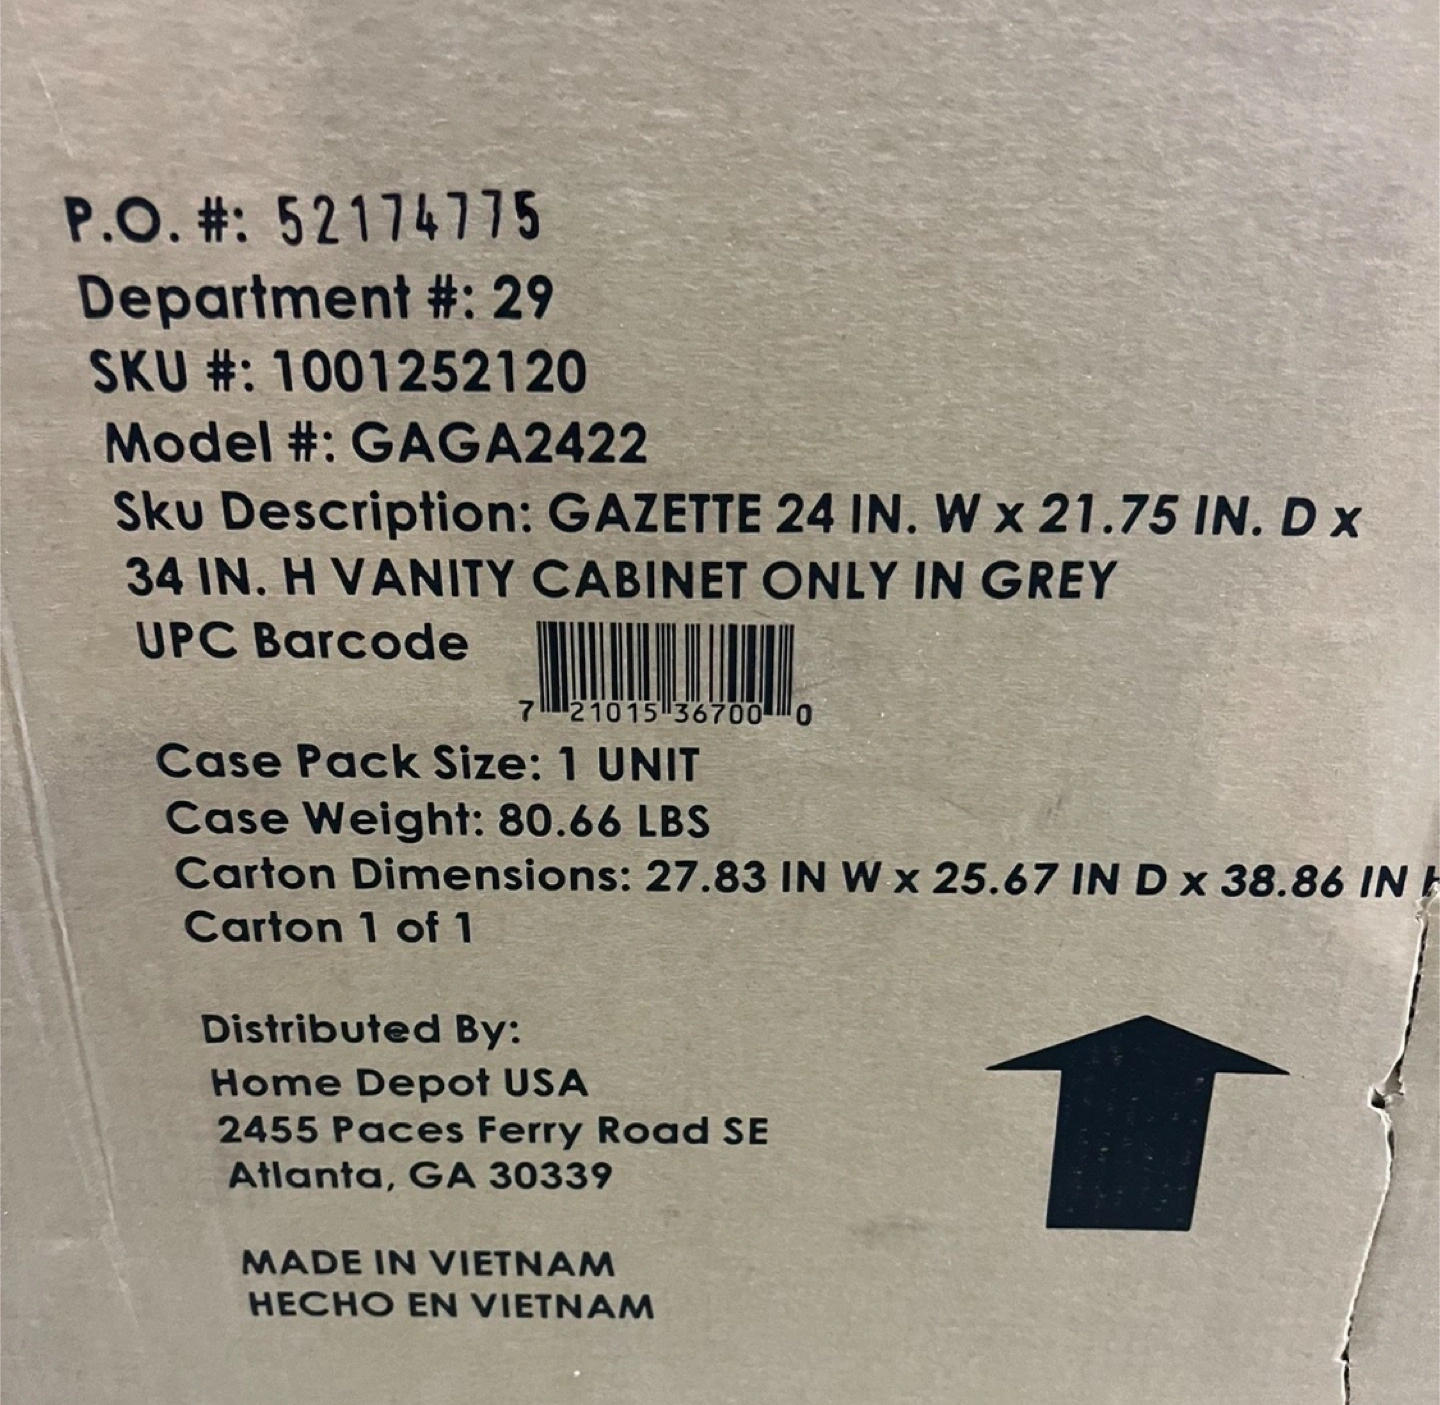 P.O. #: 52174775
Department #: 29
SKU #: 1001252120
Model #: GAGA2422
Sku Description: GAZETTE 24 IN. W x 21.75 IN. D x
34 IN. H VANITY CABINET ONLY IN GREY
UPC Barcode
7 21015 36700 0
Case Pack Size: 1 UNIT
Case Weight: 80.66 LBS
Carton Dimensions: 27.83 IN W x 25.67 IN D x 38.86 IN H
Carton 1 of 1
Distributed By:
Home Depot USA
2455 Paces Ferry Road SE
Atlanta, GA 30339
MADE IN VIETNAM
HECHO EN VIETNAM